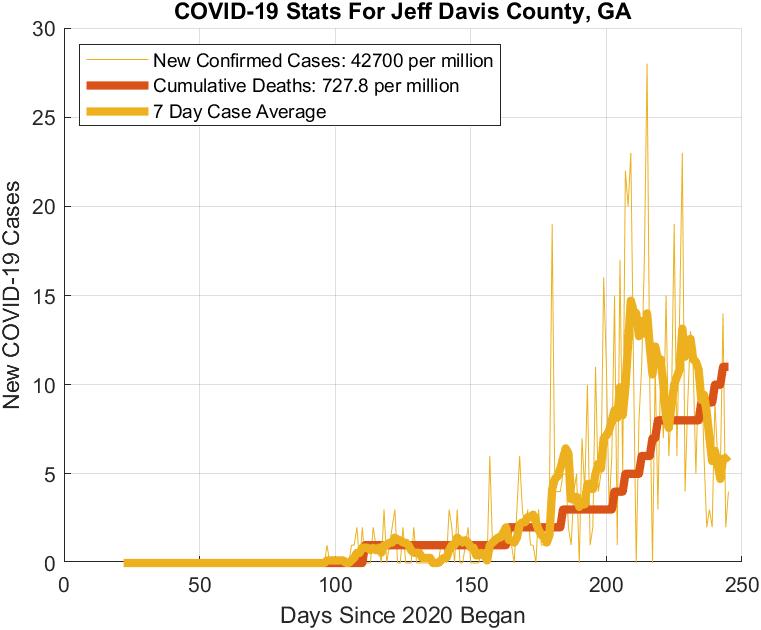 COVID-19 Stats For Jeff Davis County, GA
New Confirmed Cases: 42700 per million
Cumulative Deaths: 727.8 per million
7 Day Case Average
New COVID-19 Cases
30
25
20
15
10
5
0
0 50 100 150 200 250
Days Since 2020 Began